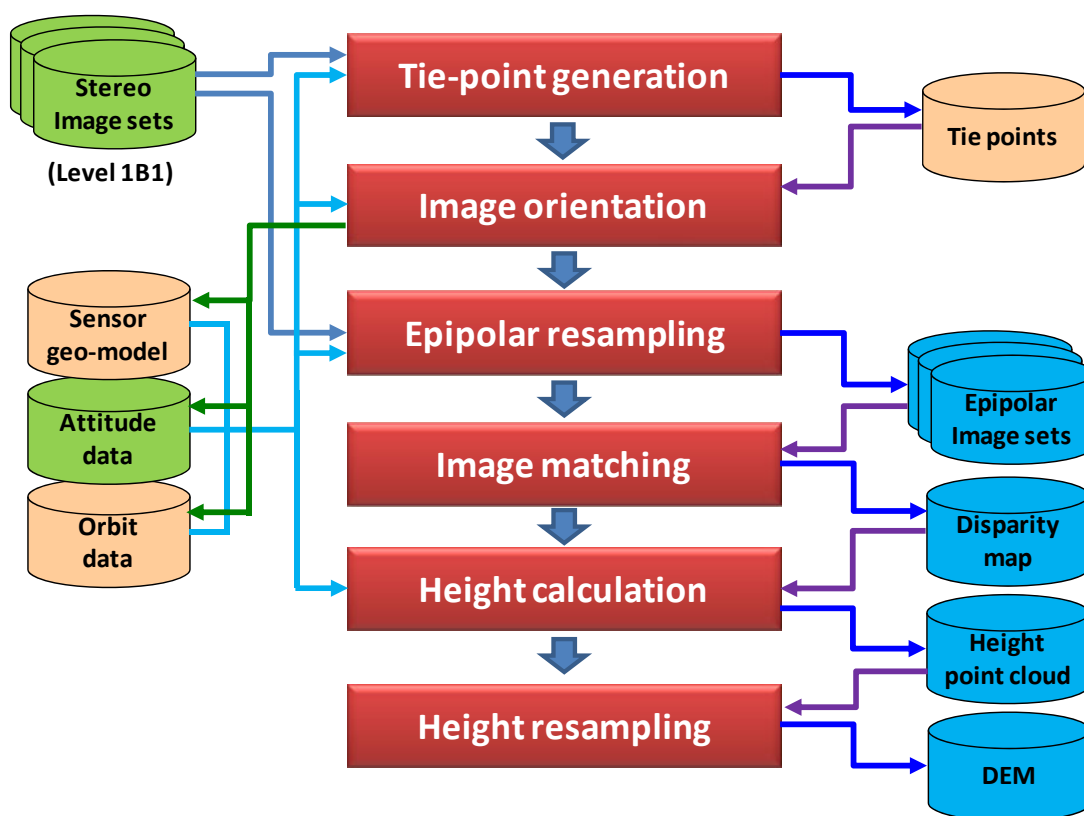 Stereo
Image sets
(Level 1B1)
Tie-point generation
Tie points
Image orientation
Sensor
geo-model
Epipolar resampling
Attitude
data
Epipolar
Image sets
Image matching
Orbit
data
Disparity
map
Height calculation
Height
point cloud
Height resampling
DEM